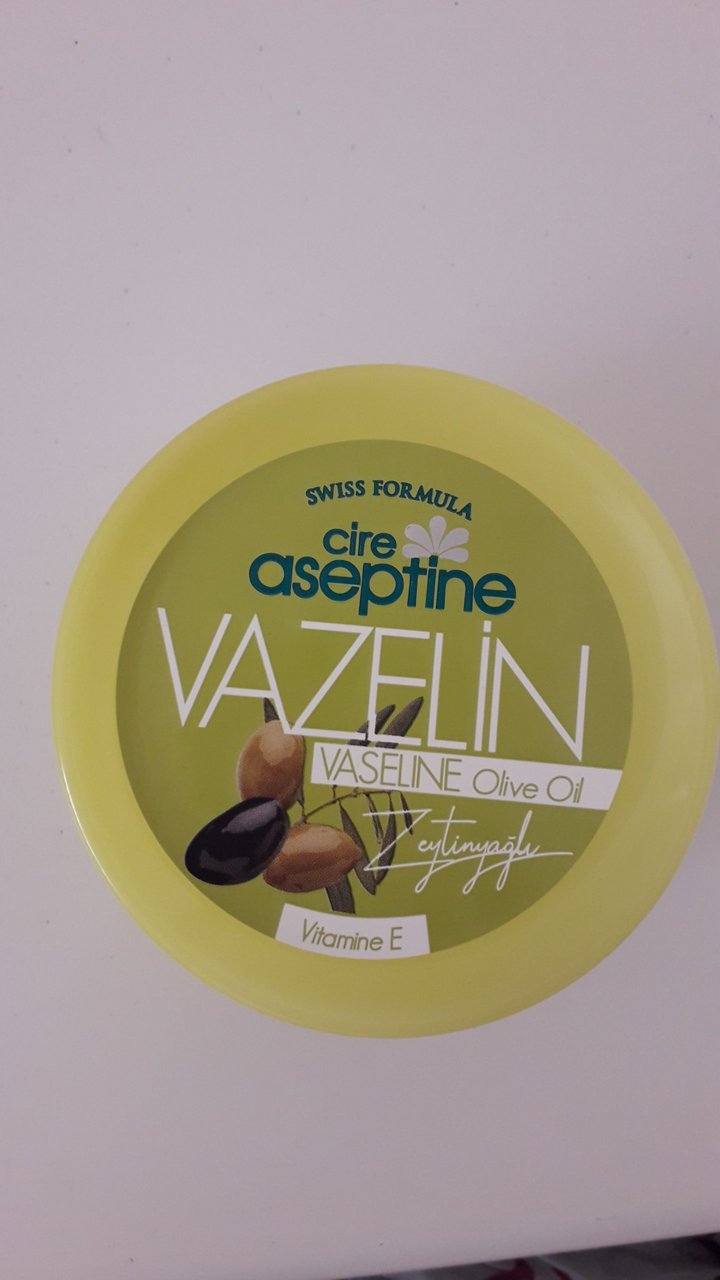 SWISS FORMULA
cire
aseptine
VAZELİN
VASELINE Olive Oil
Zeytinyağlı
Vitamine E